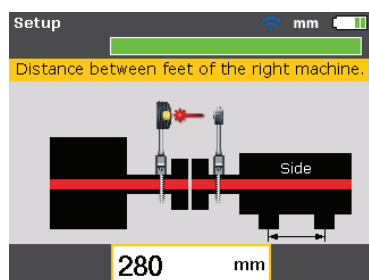 Setup mm
Distance between feet of the right machine.
Side
280 mm